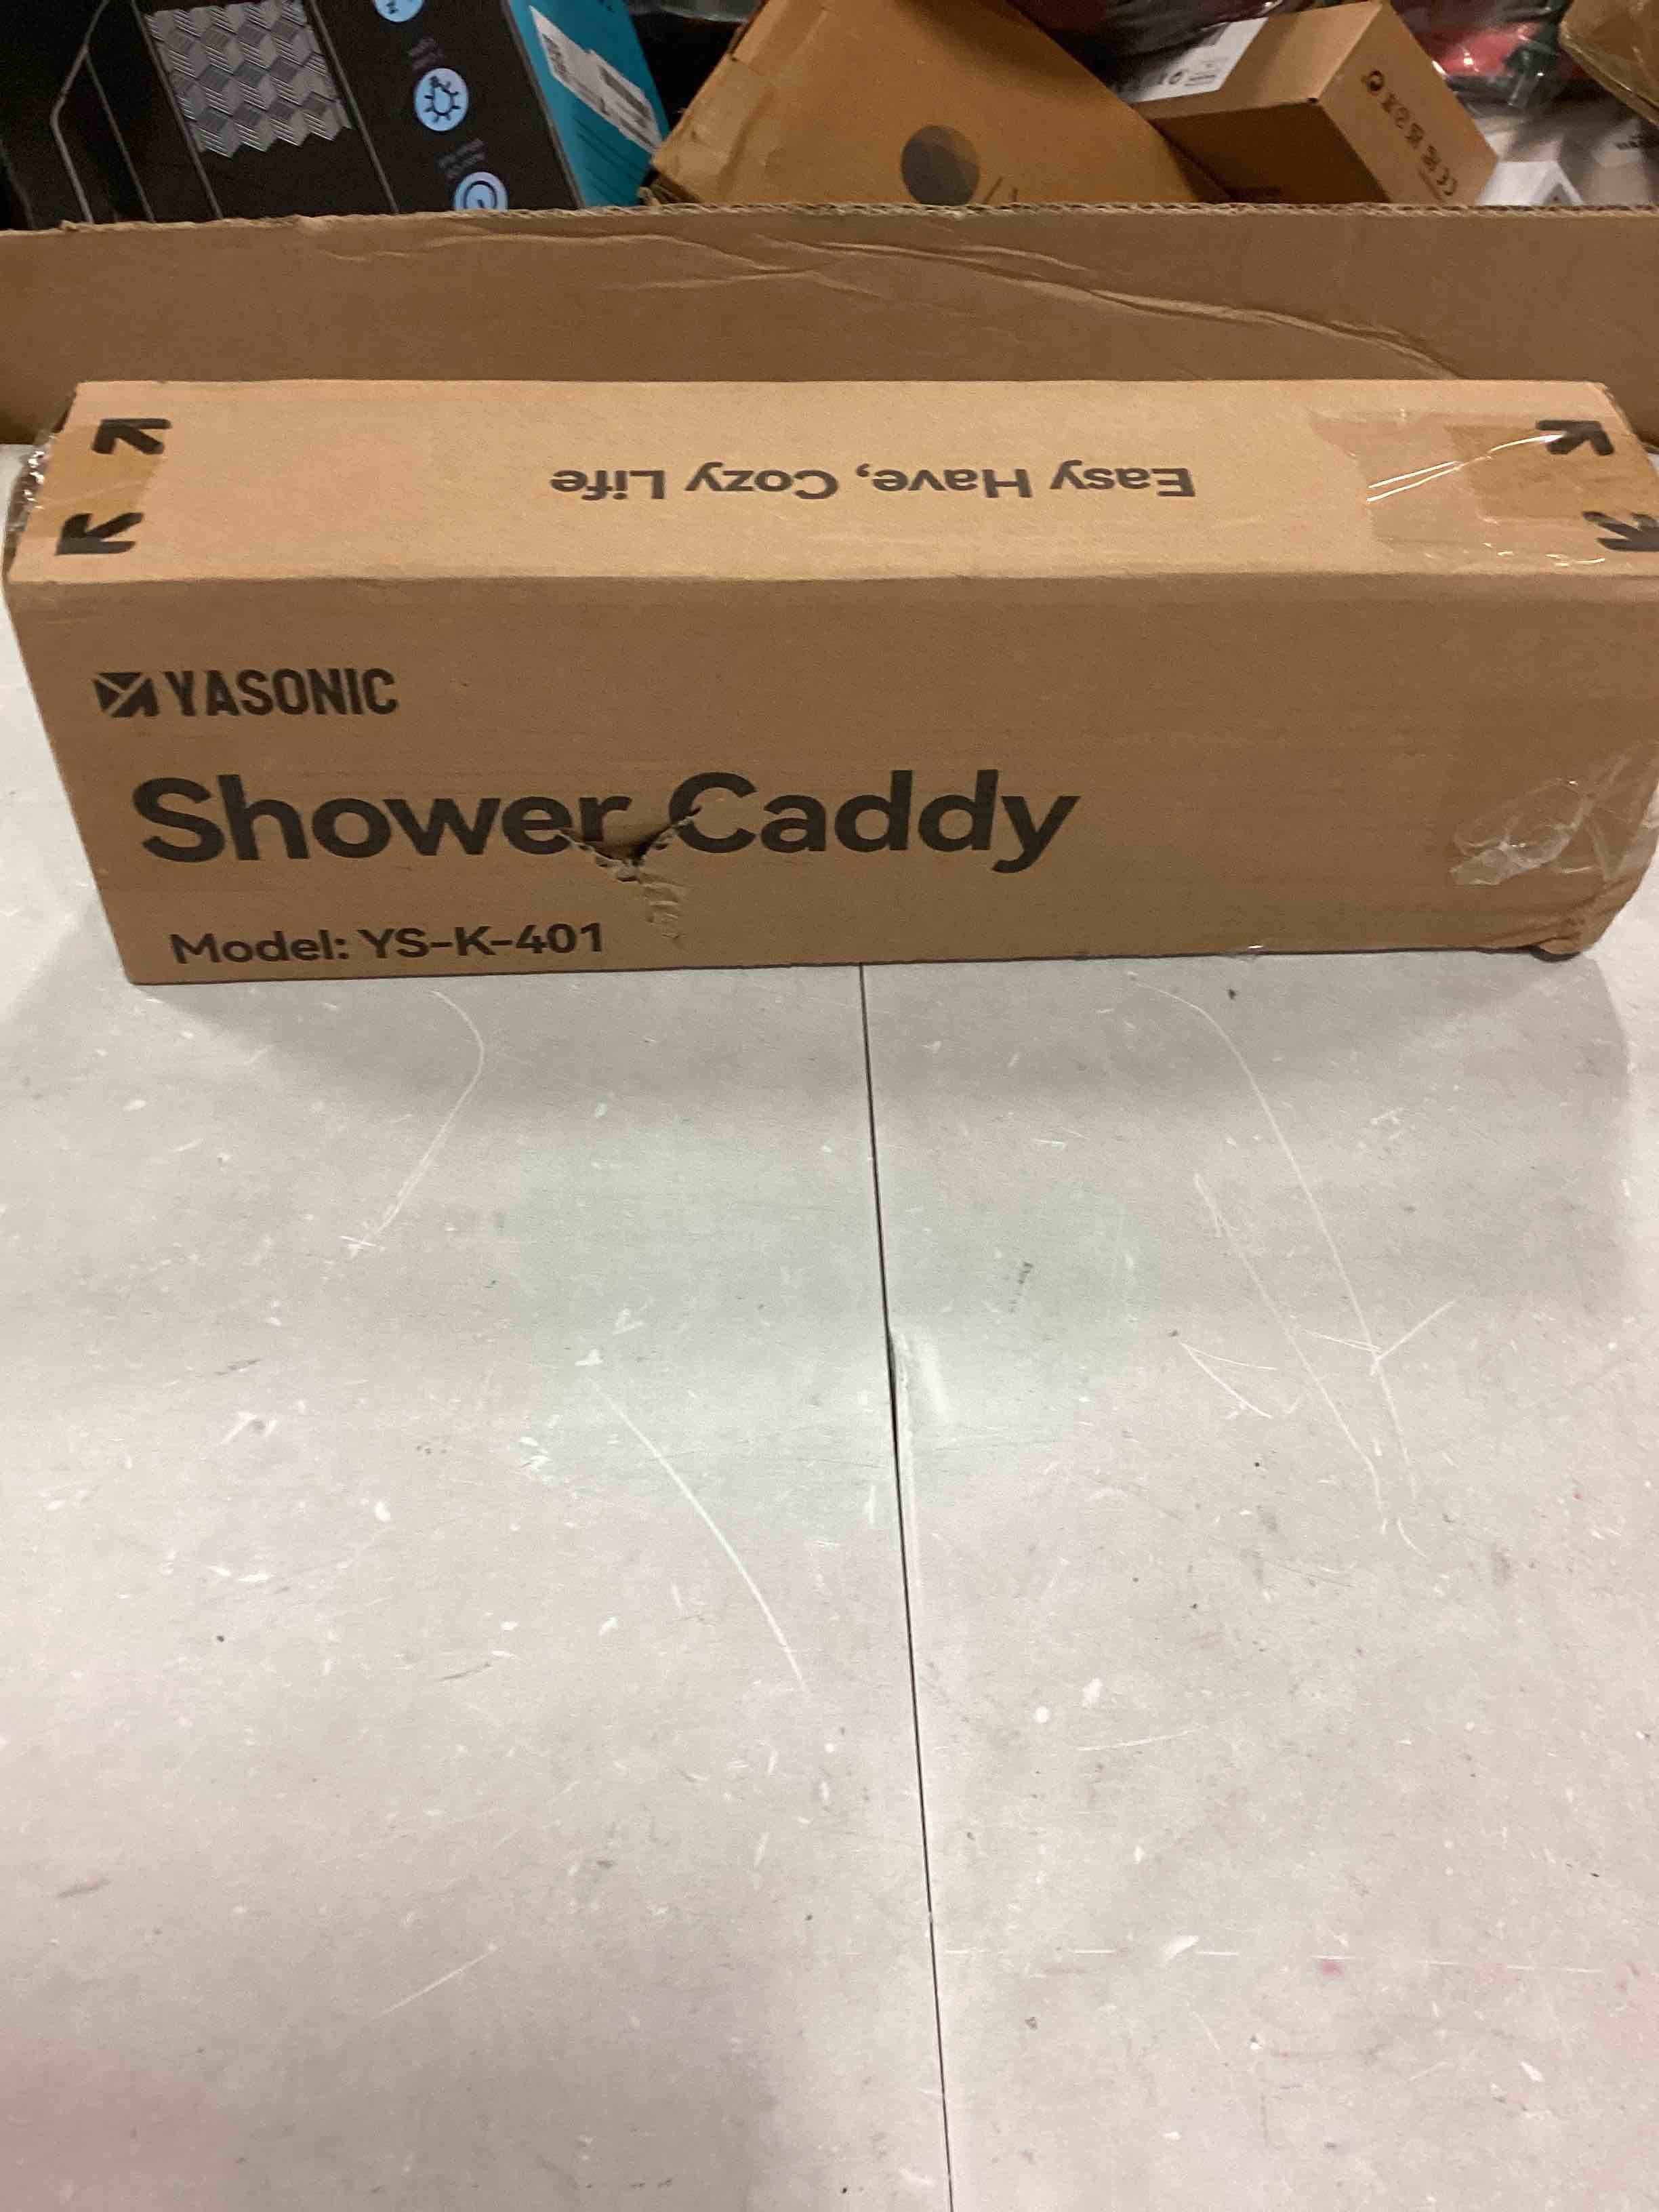 Easy Have, Cozy Life
YASONIC
Shower Caddy
Model: YS-K-401